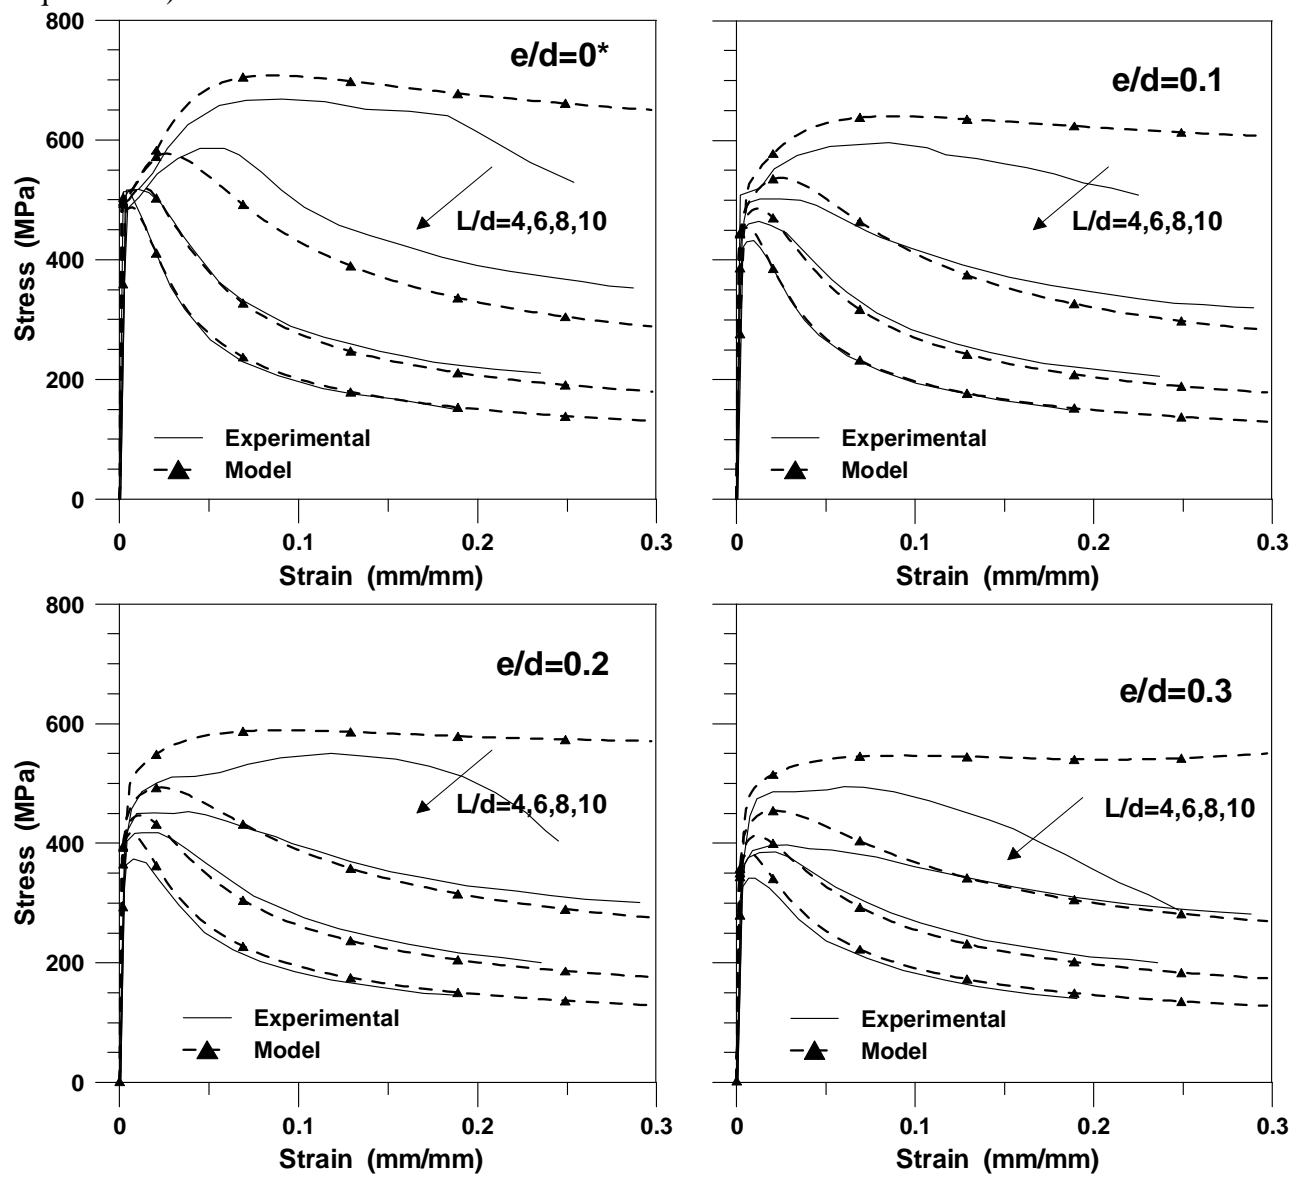 800
600
400
200
0
Stress (MPa)
e/d=0*
L/d=4,6,8,10
Experimental
Model
0 0.1 0.2 0.3
Strain (mm/mm)
e/d=0.1
L/d=4,6,8,10
Experimental
Model
0 0.1 0.2 0.3
Strain (mm/mm)
800
600
400
200
0
Stress (MPa)
e/d=0.2
L/d=4,6,8,10
Experimental
Model
0 0.1 0.2 0.3
Strain (mm/mm)
e/d=0.3
L/d=4,6,8,10
Experimental
Model
0 0.1 0.2 0.3
Strain (mm/mm)